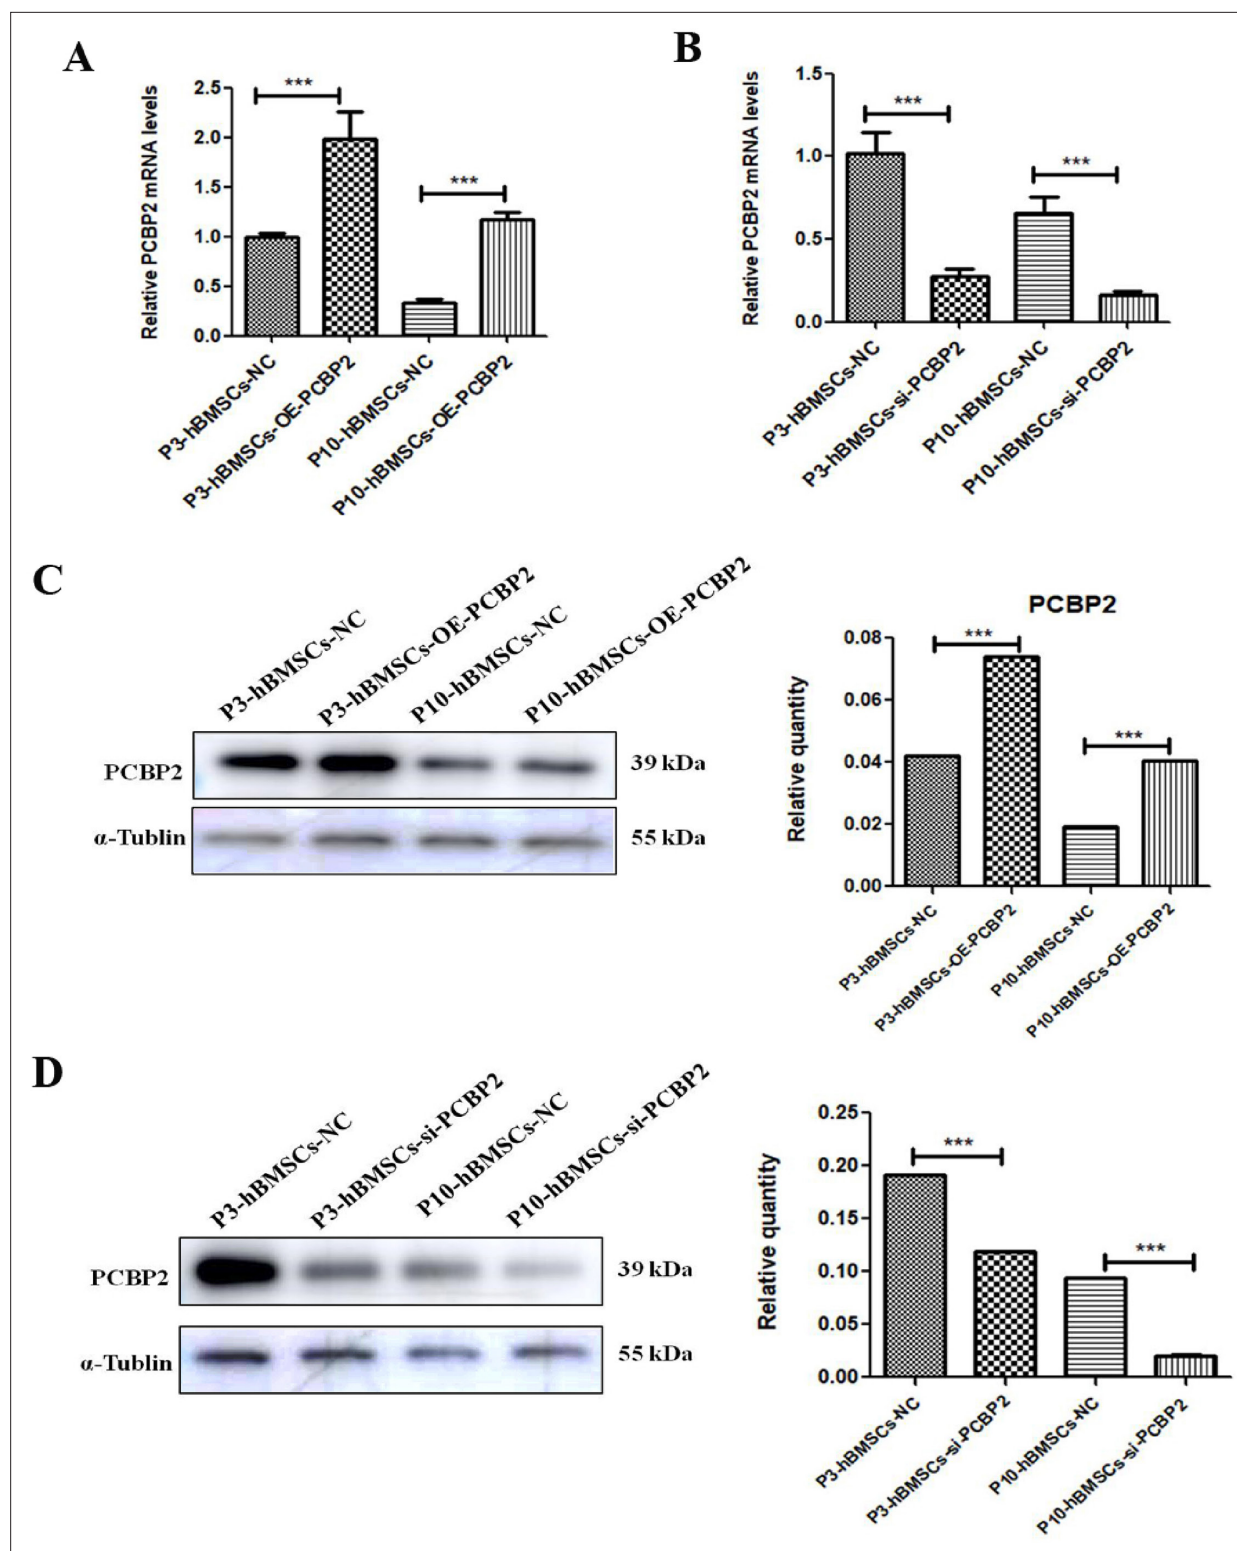 A
Relative PCBP2 mRNA levels
2.5
2.0
1.5
1.0
0.5
0.0
***
***
P3-hBMSCs-NC
P3-hBMSCs-OE-PCBP2
P10-hBMSCs-NC
P10-hBMSCs-OE-PCBP2
B
Relative PCBP2 mRNA levels
1.5
1.0
0.5
0.0
***
***
P3-hBMSCs-NC
P3-hBMSCs-si-PCBP2
P10-hBMSCs-NC
P10-hBMSCs-si-PCBP2
C
P3-hBMSCs-NC
P3-hBMSCs-OE-PCBP2
P10-hBMSCs-NC
P10-hBMSCs-OE-PCBP2
PCBP2
39 kDa
α-Tublin
55 kDa
PCBP2
Relative quantity
0.08
0.06
0.04
0.02
0.00
***
***
P3-hBMSCs-NC
P3-hBMSCs-OE-PCBP2
P10-hBMSCs-NC
P10-hBMSCs-OE-PCBP2
D
P3-hBMSCs-NC
P3-hBMSCs-si-PCBP2
P10-hBMSCs-NC
P10-hBMSCs-si-PCBP2
PCBP2
39 kDa
α-Tublin
55 kDa
Relative quantity
0.25
0.20
0.15
0.10
0.05
0.00
***
***
P3-hBMSCs-NC
P3-hBMSCs-si-PCBP2
P10-hBMSCs-NC
P10-hBMSCs-si-PCBP2